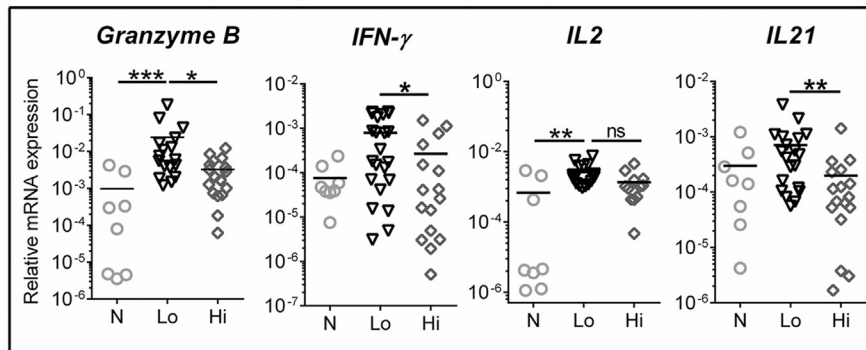 Granzyme B
IFN-γ
IL2
IL21
Relative mRNA expression
*** *
10⁰
10⁻¹
10⁻²
10⁻³
10⁻⁴
10⁻⁵
10⁻⁶
N Lo Hi
*
10⁻²
10⁻³
10⁻⁴
10⁻⁵
10⁻⁶
10⁻⁷
N Lo Hi
** ns
10⁰
10⁻²
10⁻⁴
10⁻⁶
N Lo Hi
**
10⁻²
10⁻³
10⁻⁴
10⁻⁵
10⁻⁶
N Lo Hi